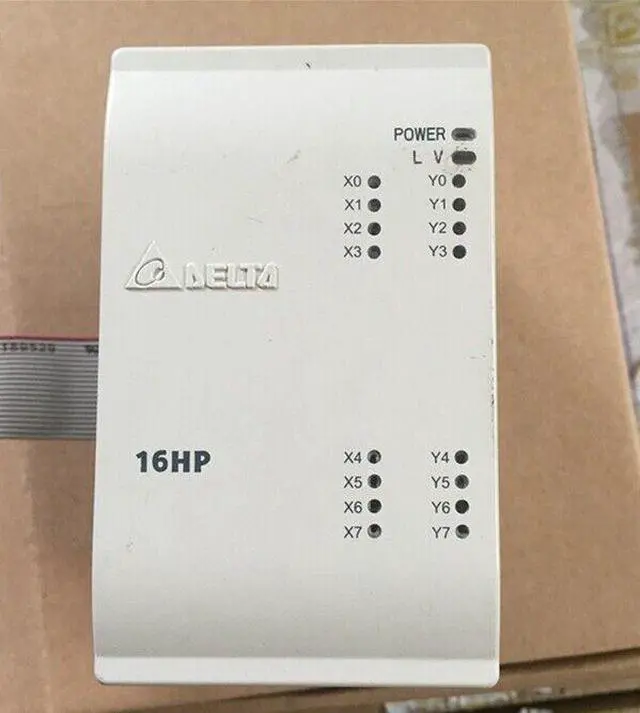 POWER
L V
X0 Y0
X1 Y1
X2 Y2
X3 Y3
DELTA
16HP
X4 Y4
X5 Y5
X6 Y6
X7 Y7